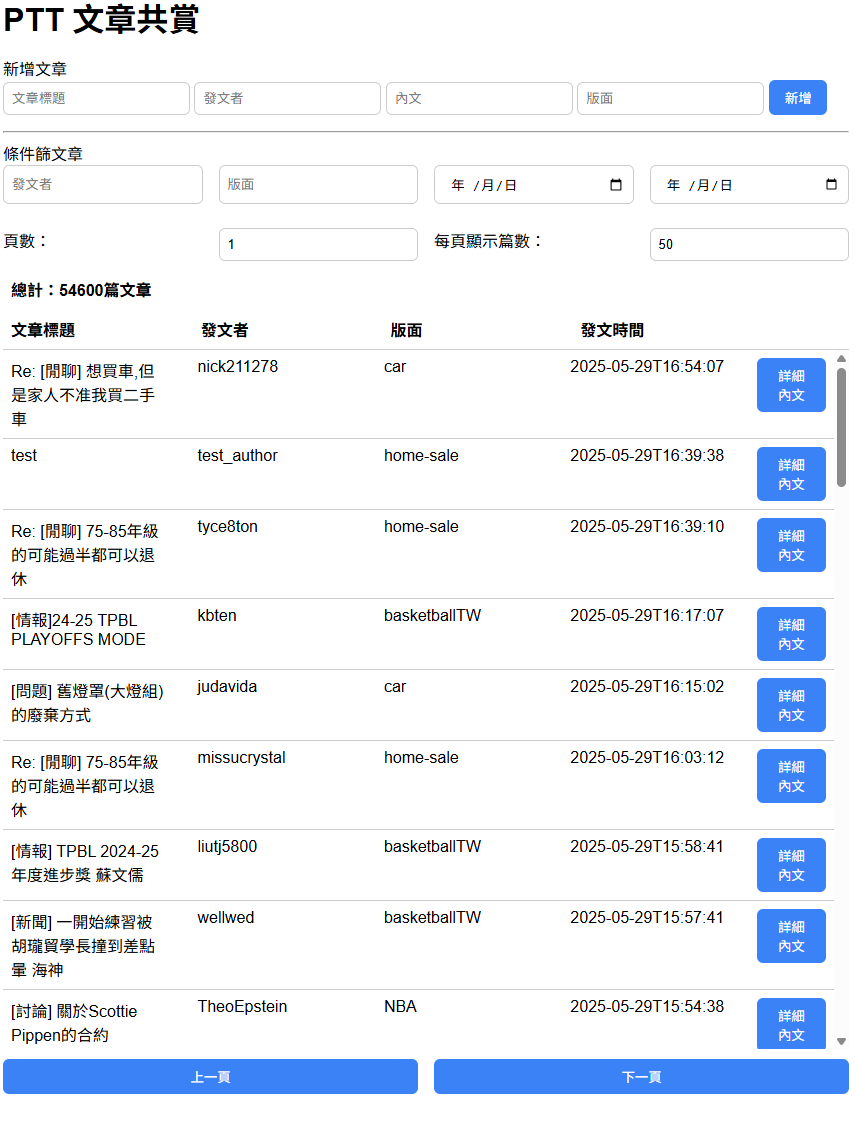 PTT 文章共賞
新增文章
文章標題 發文者 內文 版面 新增
條件篩文章
發文者 版面 年 /月/日 年 /月/日
頁數： 1 每頁顯示篇數： 50
總計：54600篇文章
文章標題 發文者 版面 發文時間
Re: [閒聊] 想買車,但 nick211278 car 2025-05-29T16:54:07 詳細
是家人不准我買二手 內文
車
test test_author home-sale 2025-05-29T16:39:38 詳細
內文
Re: [閒聊] 75-85年級 tyce8ton home-sale 2025-05-29T16:39:10 詳細
的可能過半都可以退 內文
休
[情報]24-25 TPBL kbten basketballTW 2025-05-29T16:17:07 詳細
PLAYOFFS MODE 內文
[問題] 舊燈罩(大燈組) judavida car 2025-05-29T16:15:02 詳細
的廢棄方式 內文
Re: [閒聊] 75-85年級 missucrystal home-sale 2025-05-29T16:03:12 詳細
的可能過半都可以退 內文
休
[情報] TPBL 2024-25 liutj5800 basketballTW 2025-05-29T15:58:41 詳細
年度進步獎 蘇文儒 內文
[新聞] 一開始練習被 wellwed basketballTW 2025-05-29T15:57:41 詳細
胡瓏貿學長撞到差點 內文
暈 海神
[討論] 關於Scottie TheoEpstein NBA 2025-05-29T15:54:38 詳細
Pippen的合約 內文
上一頁 下一頁